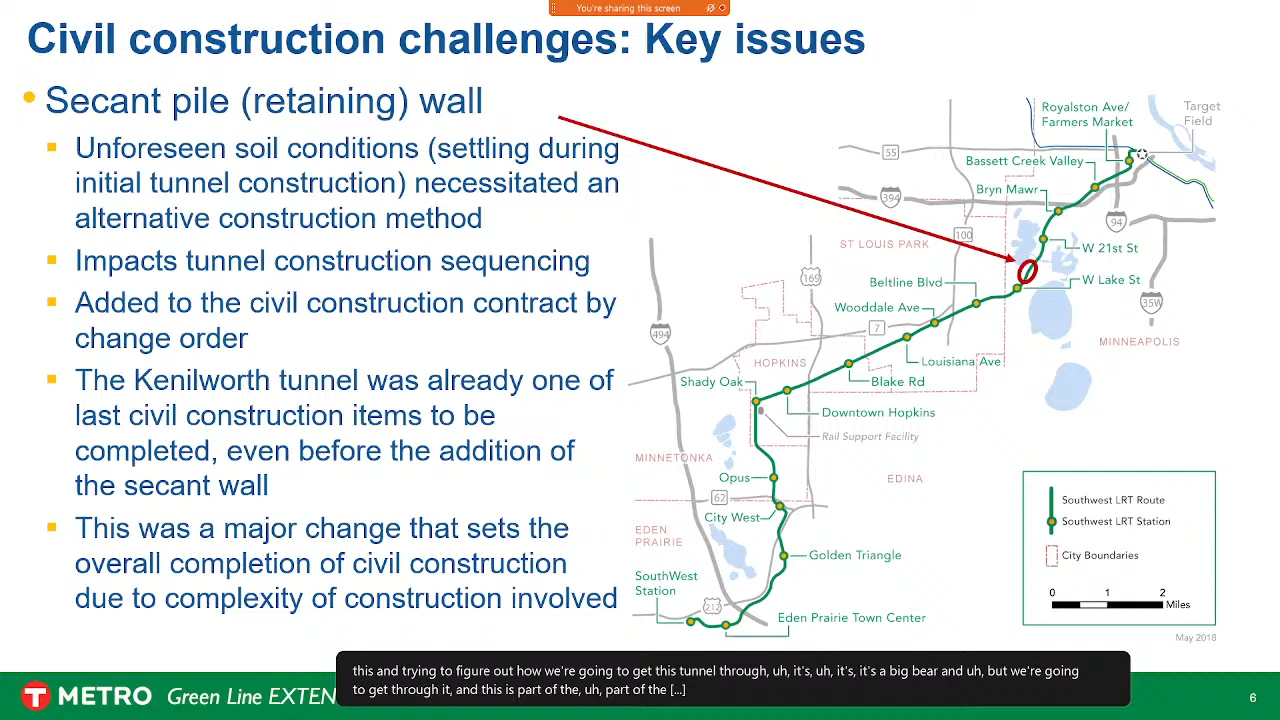 You're sharing this screen
Civil construction challenges: Key issues
Secant pile (retaining) wall
Unforeseen soil conditions (settling during
initial tunnel construction) necessitated an
alternative construction method
Impacts tunnel construction sequencing
Added to the civil construction contract by
change order
The Kenilworth tunnel was already one of
last civil construction items to be
completed, even before the addition of
the secant wall
This was a major change that sets the
overall completion of civil construction
due to complexity of construction involved
Royalston Ave/
Farmers Market
Target
Field
55
Bassett Creek Valley
394
Bryn Mawr
94
100
ST LOUIS PARK
W 21st St
169
Beltline Blvd
W Lake St
35W
Wooddale Ave
494
7
MINNEAPOLIS
HOPKINS
Louisiana Ave
Shady Oak
Blake Rd
Downtown Hopkins
Rail Support Facility
MINNETONKA
Opus
EDINA
62
City West
EDEN
PRAIRIE
Golden Triangle
SouthWest
Station
212
Eden Prairie Town Center
Southwest LRT Route
Southwest LRT Station
City Boundaries
0 1 2
Miles
May 2018
this and trying to figure out how we're going to get this tunnel through, uh, it's, uh, it's, it's a big bear and uh, but we're going
to get through it, and this is part of the, uh, part of the [...]
T METRO Green Line EXTEN
6